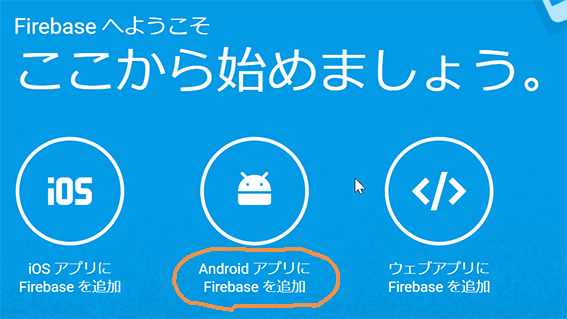 Firebase へようこそ
ここから始めましょう。
iOS
</>
iOS アプリに
Firebase を追加
Android アプリに
Firebase を追加
ウェブアプリに
Firebase を追加